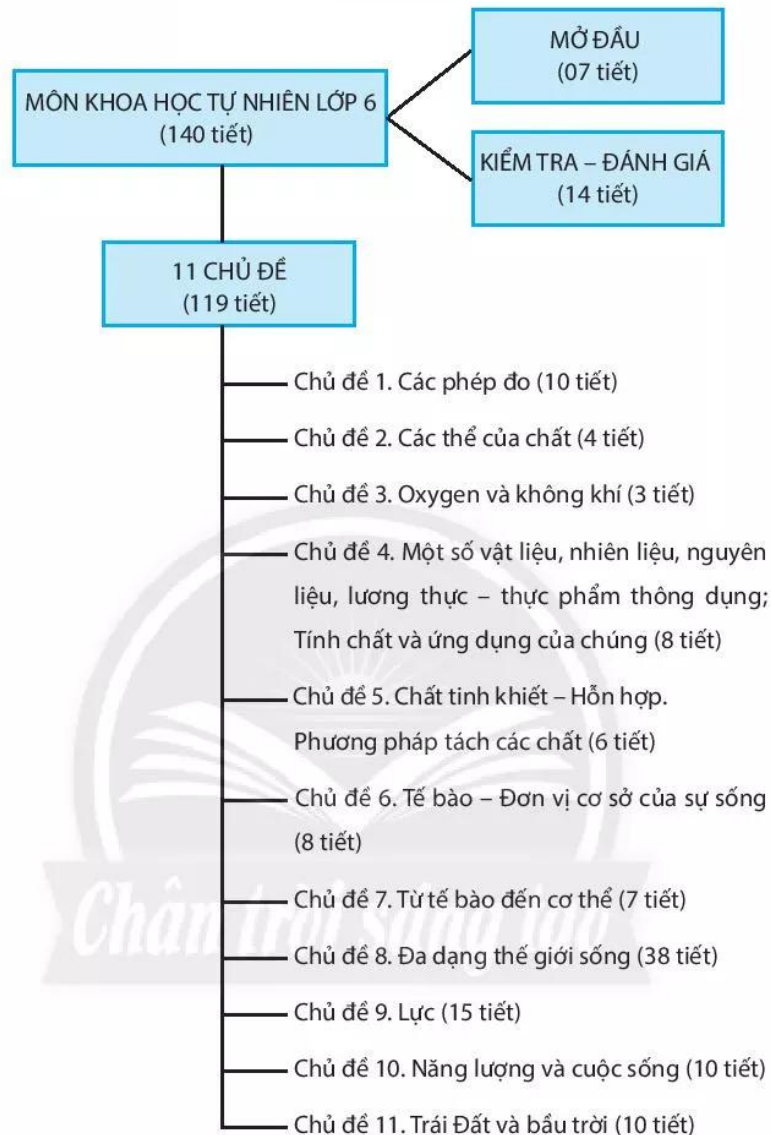 MỞ ĐẦU
(07 tiết)
MÔN KHOA HỌC TỰ NHIÊN LỚP 6
(140 tiết)
KIỂM TRA – ĐÁNH GIÁ
(14 tiết)
11 CHỦ ĐỀ
(119 tiết)
Chủ đề 1. Các phép đo (10 tiết)
Chủ đề 2. Các thể của chất (4 tiết)
Chủ đề 3. Oxygen và không khí (3 tiết)
Chủ đề 4. Một số vật liệu, nhiên liệu, nguyên
liệu, lương thực – thực phẩm thông dụng;
Tính chất và ứng dụng của chúng (8 tiết)
Chủ đề 5. Chất tinh khiết – Hỗn hợp.
Phương pháp tách các chất (6 tiết)
Chủ đề 6. Tế bào – Đơn vị cơ sở của sự sống
(8 tiết)
Chủ đề 7. Từ tế bào đến cơ thể (7 tiết)
Chủ đề 8. Đa dạng thế giới sống (38 tiết)
Chủ đề 9. Lực (15 tiết)
Chủ đề 10. Năng lượng và cuộc sống (10 tiết)
Chủ đề 11. Trái Đất và bầu trời (10 tiết)
Chân trời sáng tạo